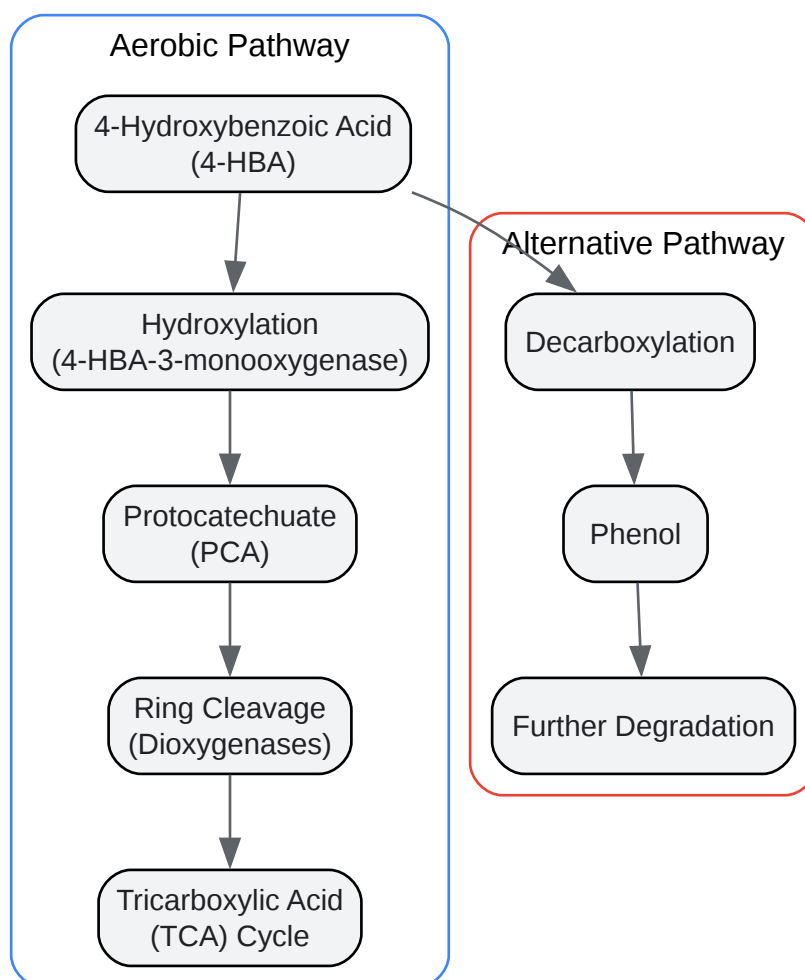 Aerobic Pathway
4-Hydroxybenzoic Acid
(4-HBA)
Hydroxylation
(4-HBA-3-monooxygenase)
Protocatechuate
(PCA)
Ring Cleavage
(Dioxygenases)
Tricarboxylic Acid
(TCA) Cycle
Alternative Pathway
Decarboxylation
Phenol
Further Degradation